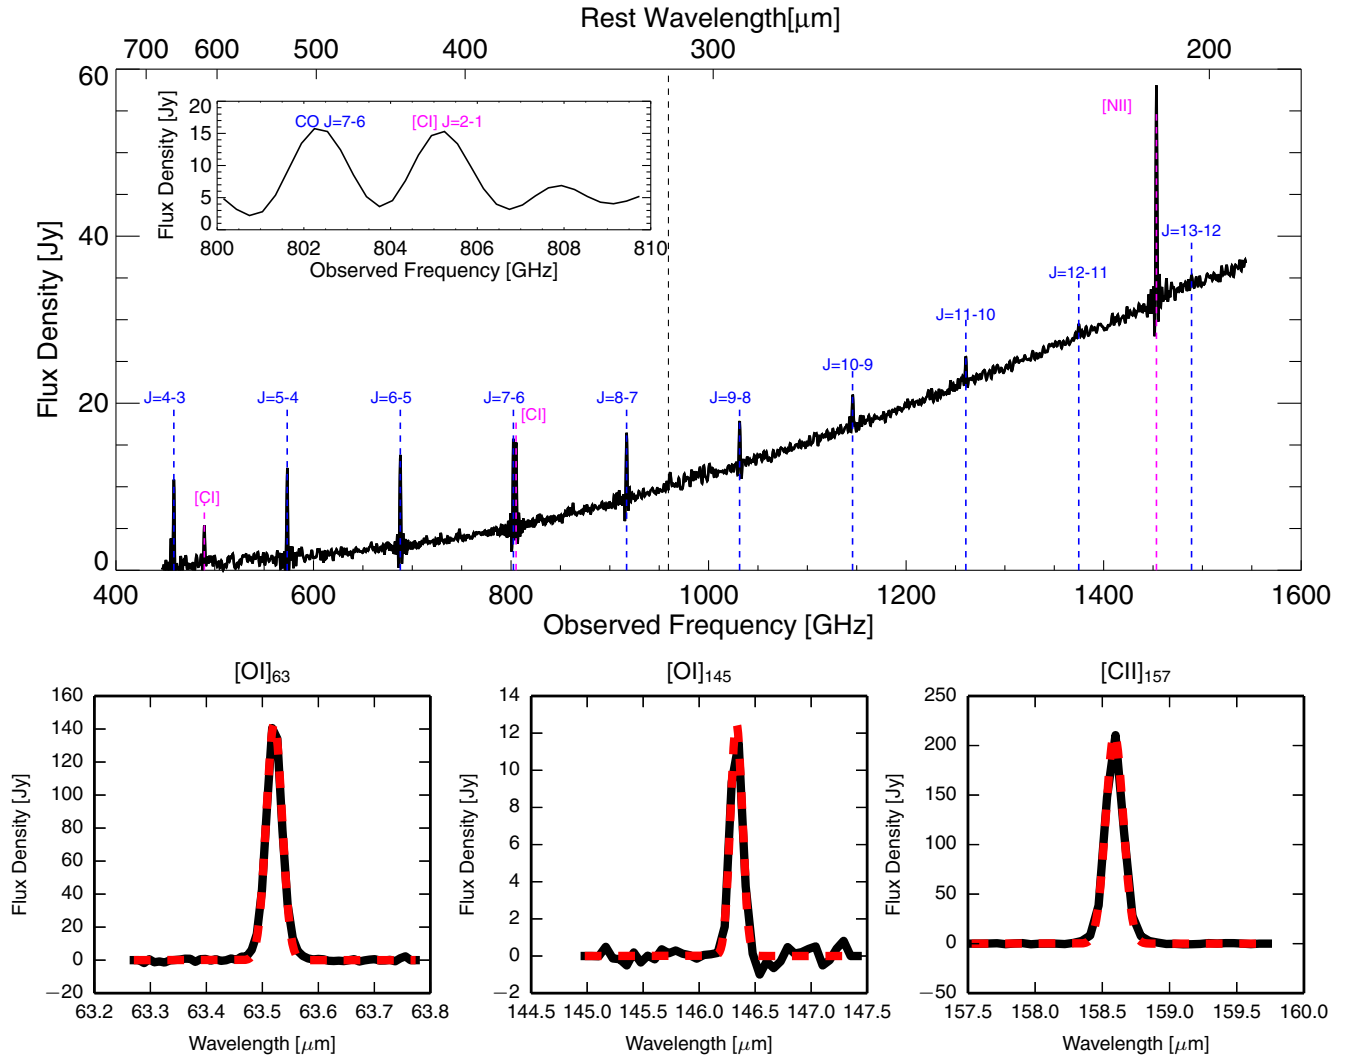 Rest Wavelength[μm]
700 600 500 400 300 200
60
40
20
0
Flux Density [Jy]
20
15
10
5
0
Flux Density [Jy]
CO J=7-6 [CI] J=2-1
800 802 804 806 808 810
Observed Frequency [GHz]
[NII]
J=13-12
J=12-11
J=11-10
J=10-9
J=4-3 J=5-4 J=6-5 J=7-6 J=8-7 J=9-8
[CI]
[CI]
400 600 800 1000 1200 1400 1600
Observed Frequency [GHz]
[OI]63
160
140
120
100
80
60
40
20
0
−20
Flux Density [Jy]
63.2 63.3 63.4 63.5 63.6 63.7 63.8
Wavelength [μm]
[OI]145
14
12
10
8
6
4
2
0
−2
Flux Density [Jy]
144.5 145.0 145.5 146.0 146.5 147.0 147.5
Wavelength [μm]
[CII]157
250
200
150
100
50
0
−50
Flux Density [Jy]
157.5 158.0 158.5 159.0 159.5 160.0
Wavelength [μm]